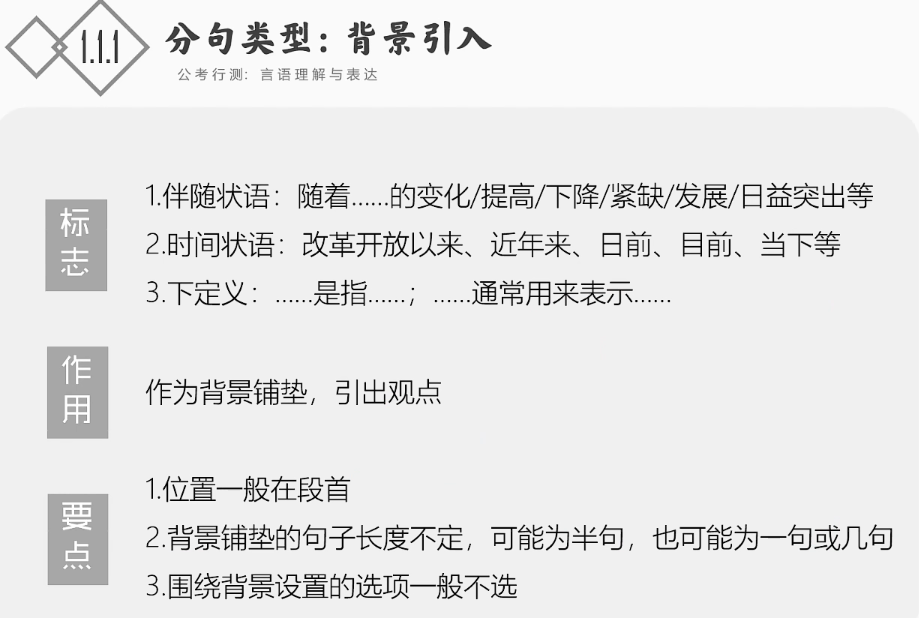 1.1.1
分句类型：背景引入
公考行测：言语理解与表达
标志
1.伴随状语：随着……的变化/提高/下降/紧缺/发展/日益突出等
2.时间状语：改革开放以来、近年来、日前、目前、当下等
3.下定义：……是指……；……通常用来表示……
作用
作为背景铺垫，引出观点
要点
1.位置一般在段首
2.背景铺垫的句子长度不定，可能为半句，也可能为一句或几句
3.围绕背景设置的选项一般不选